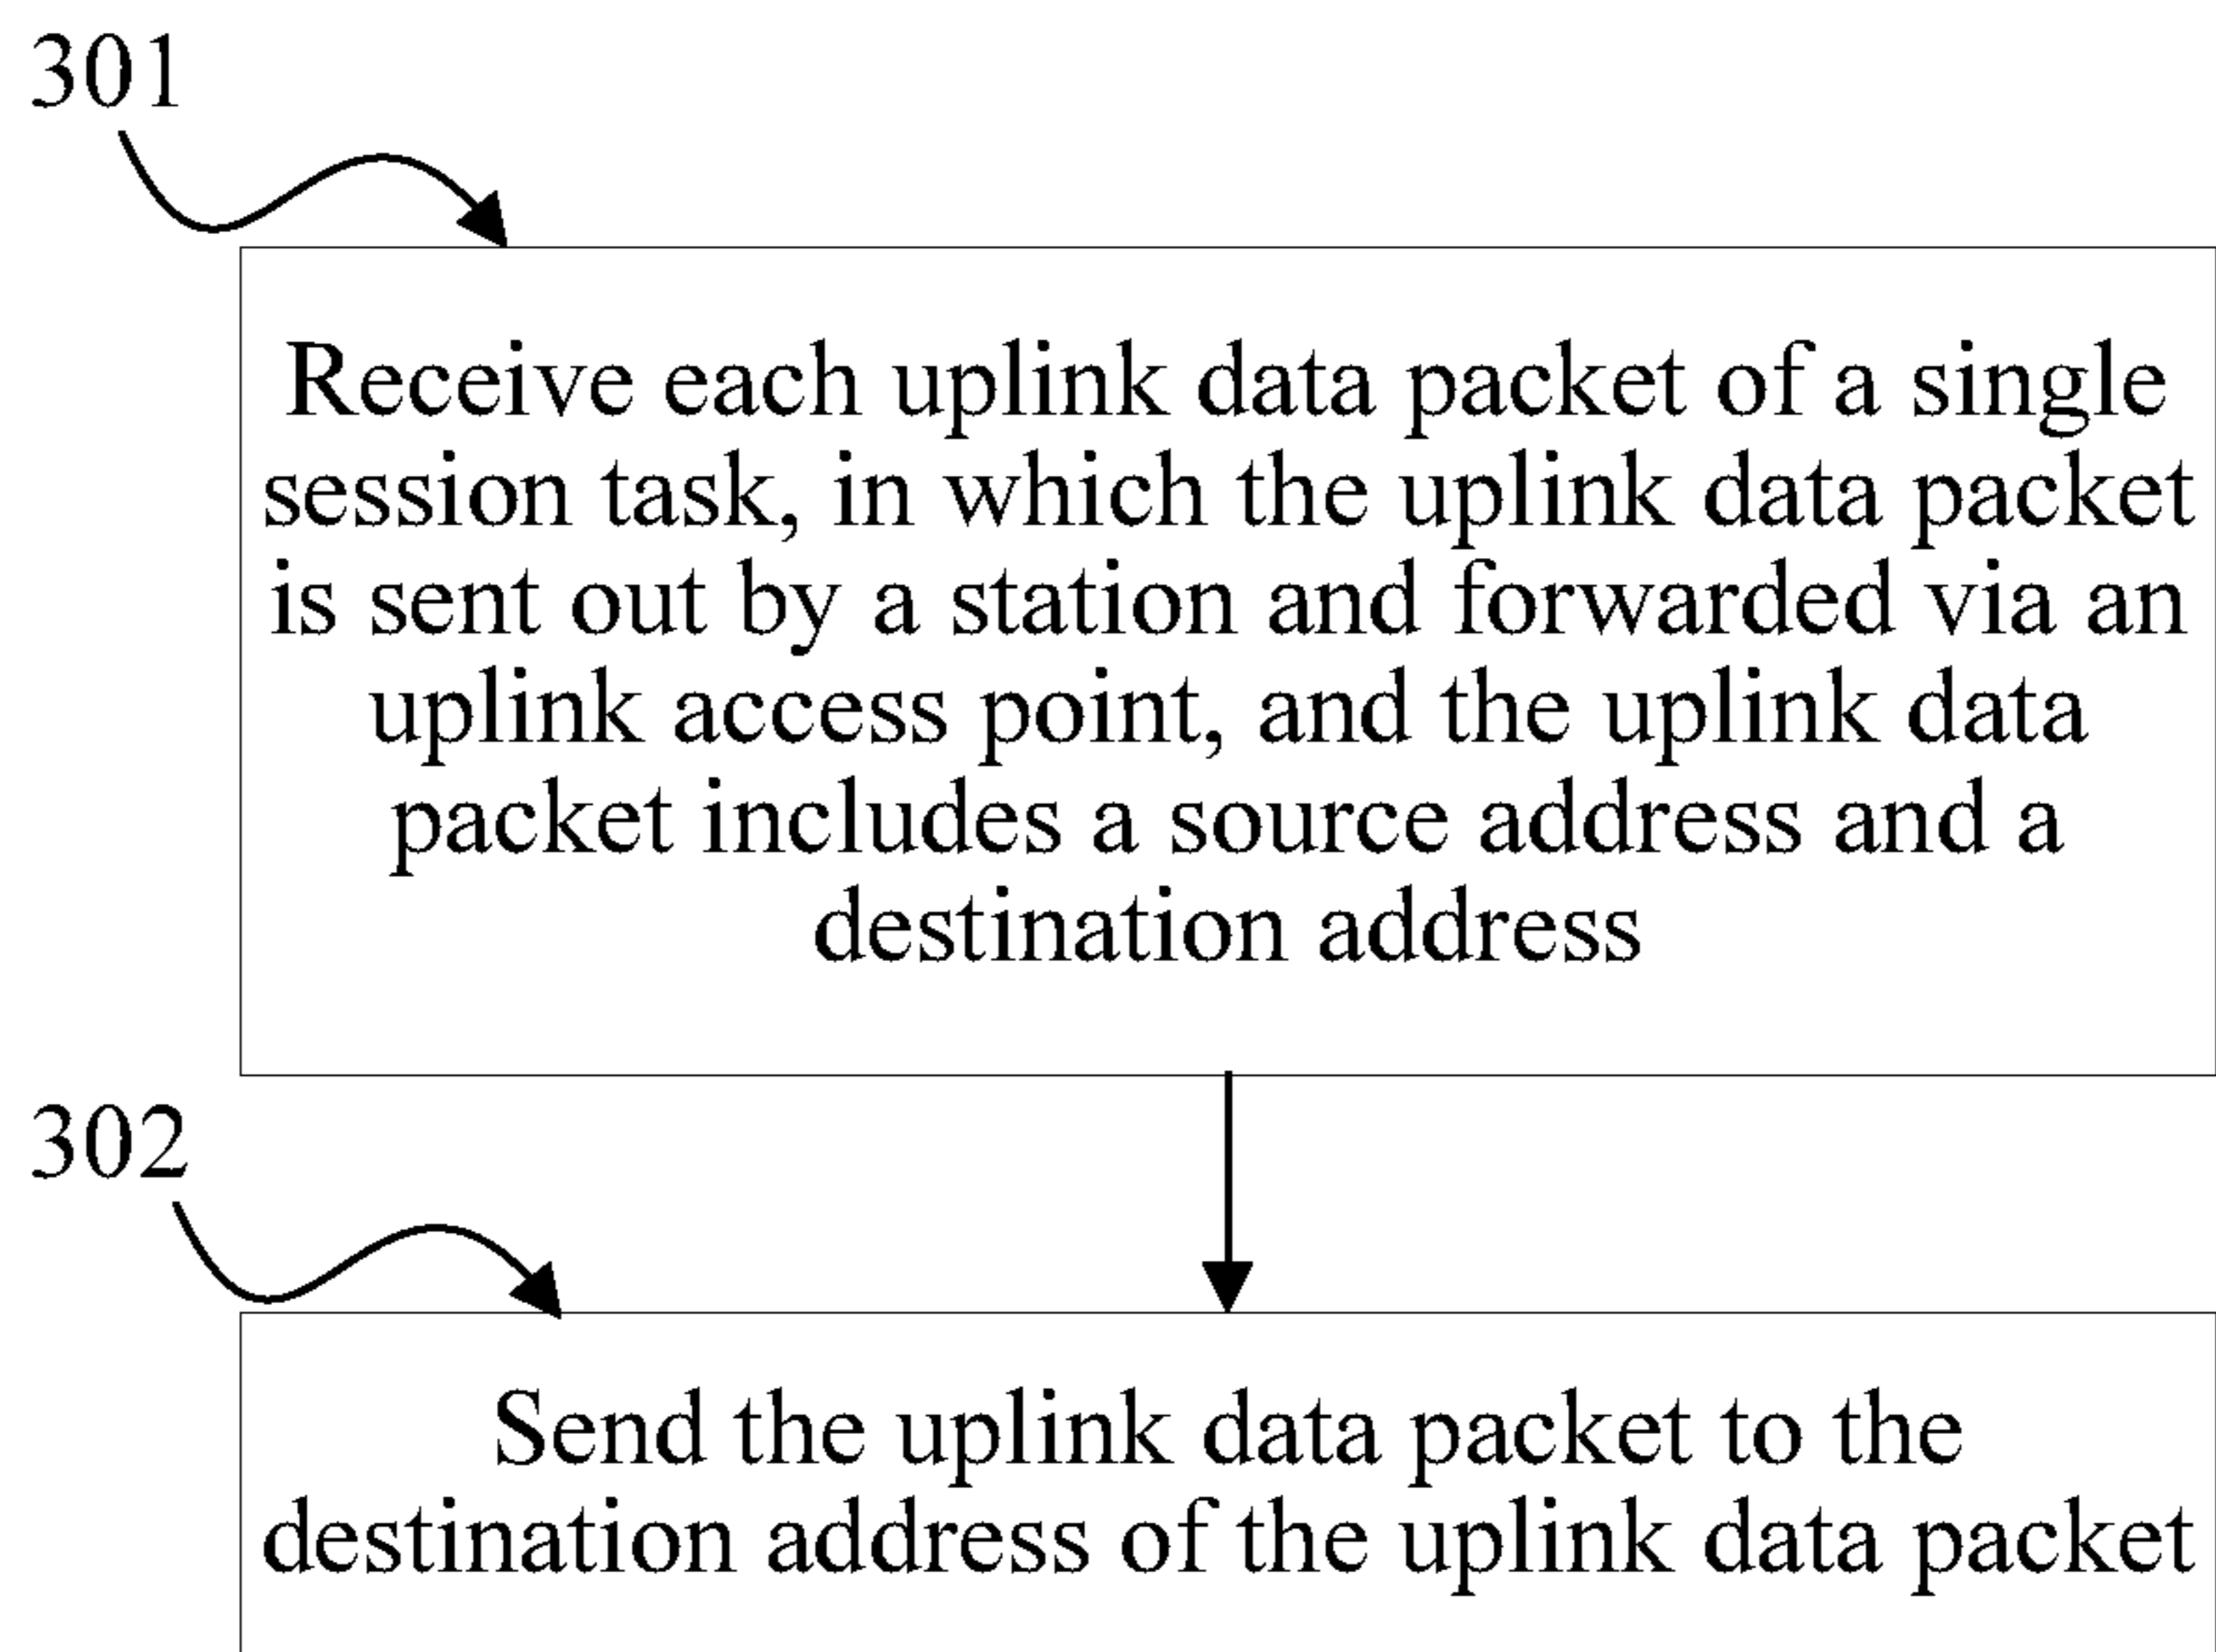 301
Receive each uplink data packet of a single
session task, in which the uplink data packet
is sent out by a station and forwarded via an
uplink access point, and the uplink data
packet includes a source address and a
destination address
302
Send the uplink data packet to the
destination address of the uplink data packet